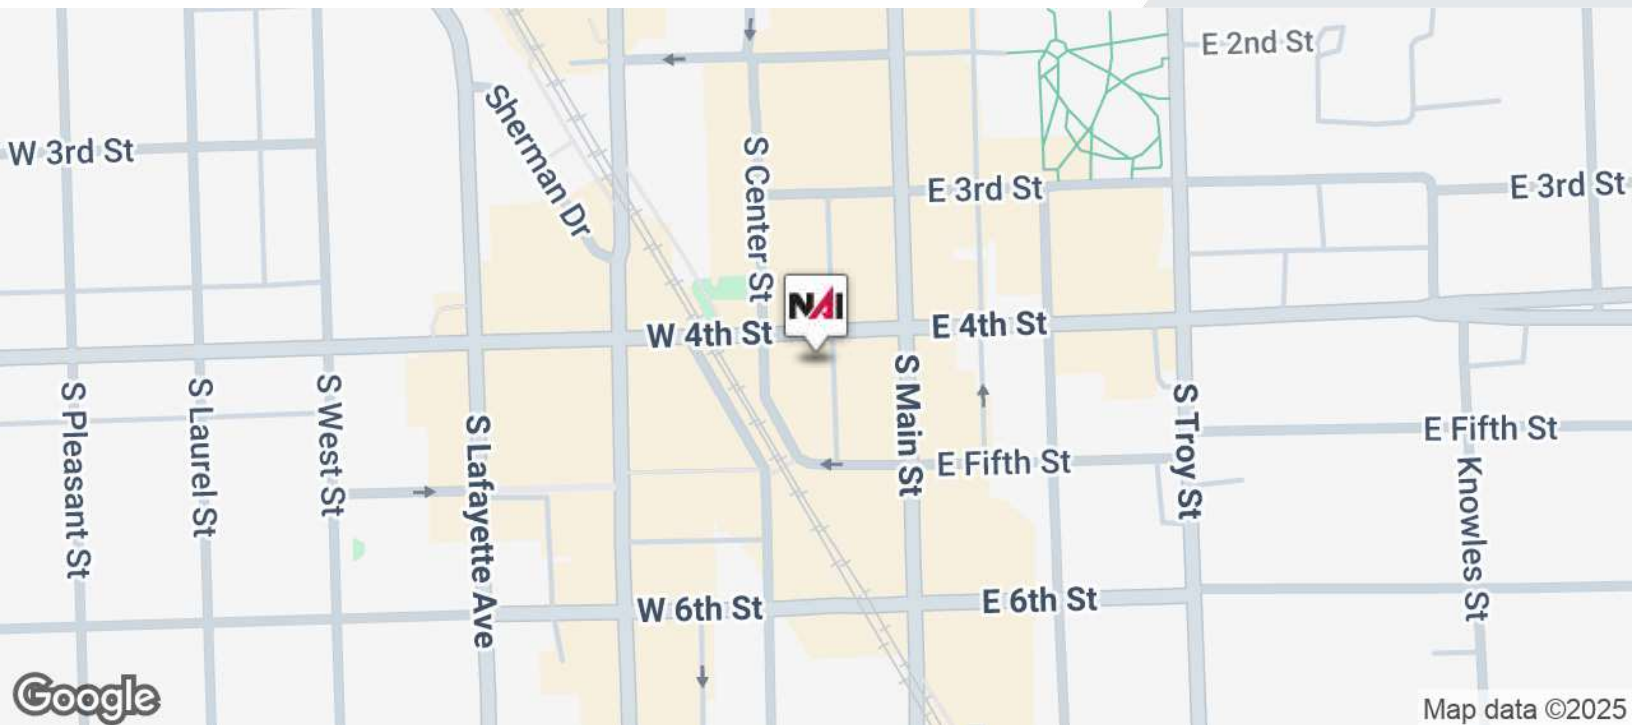 E 2nd St
Sherman Dr
W 3rd St
S Center St
E 3rd St
E 3rd St
NAI
W 4th St
E 4th St
S Pleasant St
S Laurel St
S West St
S Lafayette Ave
S Main St
S Troy St
E Fifth St
E Fifth St
Knowles St
W 6th St
E 6th St
Google
Map data ©2025